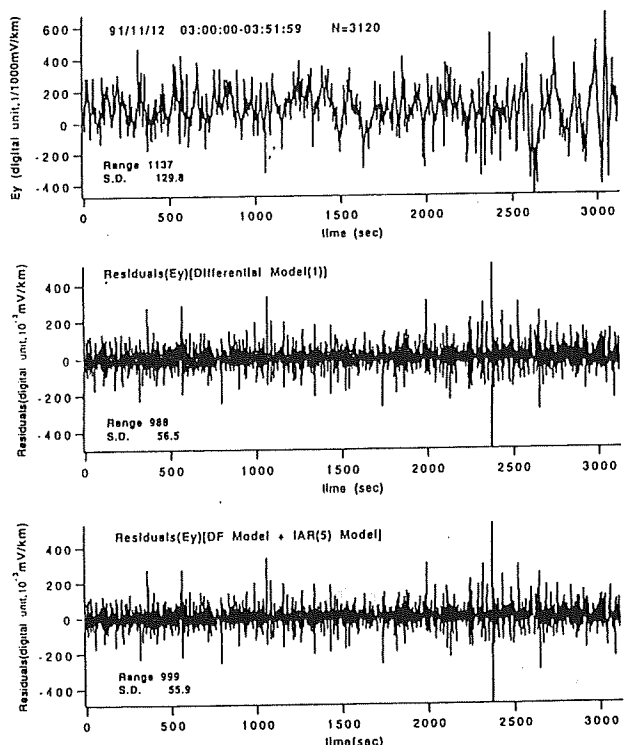 91/11/12 03:00:00-03:51:59 N=3120
Ey (digital unit,1/1000mV/km)
600
400
200
0
-200
-400
Range 1137
S.D. 129.8
0 500 1000 1500 2000 2500 3000
time (sec)
Residuals(Ey)[Differential Model(1)]
Residuals(digital unit,10⁻³mV/km)
400
200
0
-200
-400
Range 988
S.D. 56.5
0 500 1000 1500 2000 2500 3000
time (sec)
Residuals(Ey)[DF Model + IAR(5) Model]
Residuals(digital unit,10⁻³mV/km)
400
200
0
-200
-400
Range 999
S.D. 55.9
0 500 1000 1500 2000 2500 3000
time(sec)